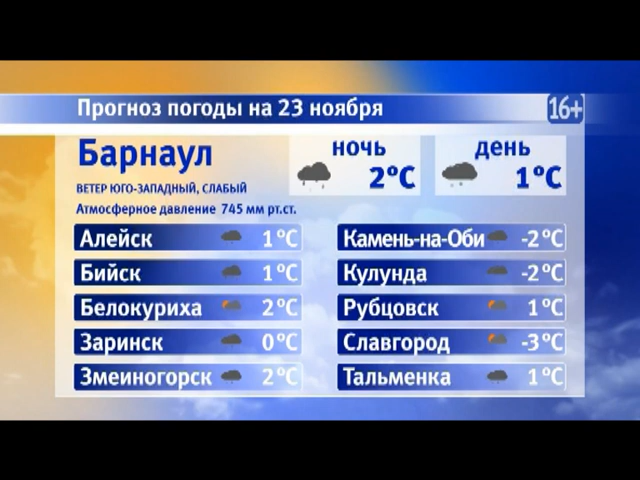 Прогноз погоды на 23 ноября 16+
Барнаул
ночь 2°C
день 1°C
ВЕТЕР ЮГО-ЗАПАДНЫЙ, СЛАБЫЙ
Атмосферное давление 745 мм рт.ст.
Алейск 1°C
Бийск 1°C
Белокуриха 2°C
Заринск 0°C
Змеиногорск 2°C
Камень-на-Оби -2°C
Кулунда -2°C
Рубцовск 1°C
Славгород -3°C
Тальменка 1°C